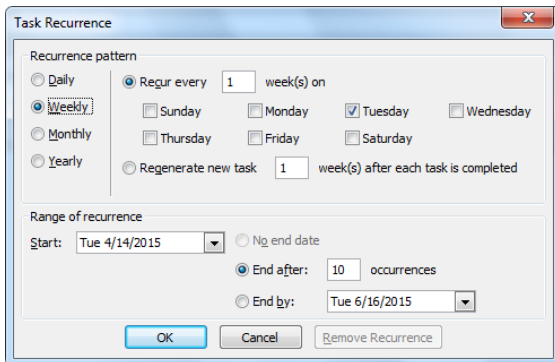 Task Recurrence
Recurrence pattern
Daily
Weekly
Monthly
Yearly
Recur every 1 week(s) on
Sunday Monday Tuesday Wednesday
Thursday Friday Saturday
Regenerate new task 1 week(s) after each task is completed
Range of recurrence
Start: Tue 4/14/2015
No end date
End after: 10 occurrences
End by: Tue 6/16/2015
OK Cancel Remove Recurrence